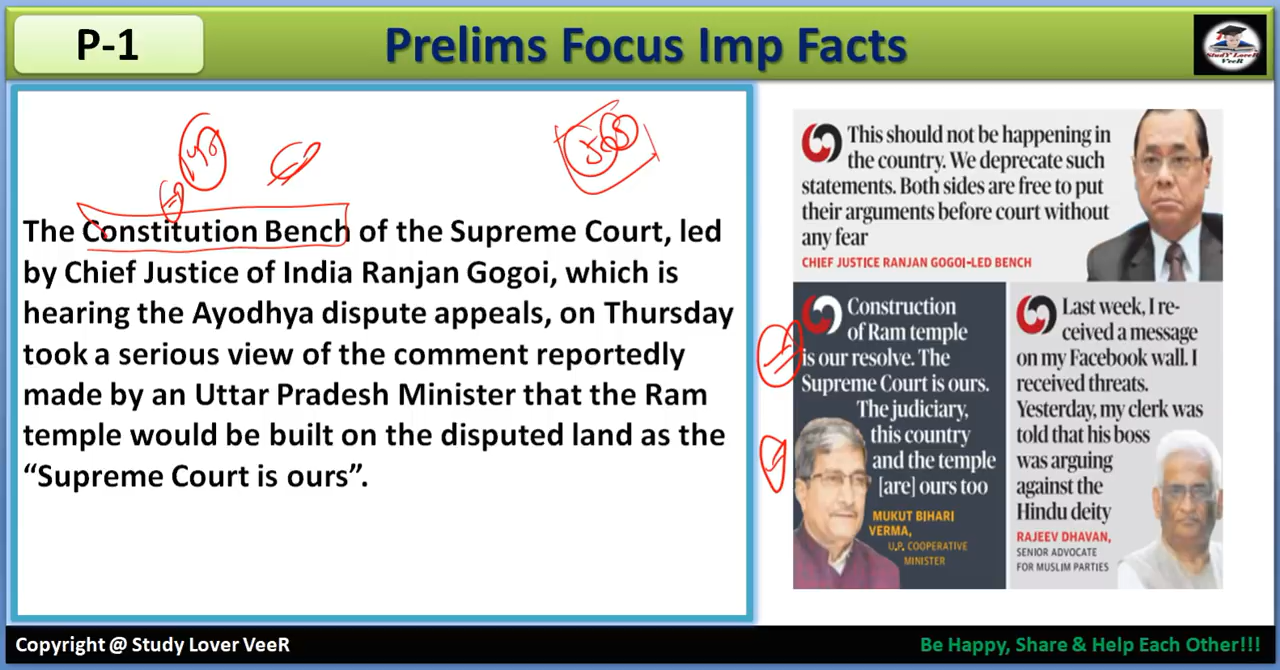 P-1
Prelims Focus Imp Facts
StudY LoveR
VeeR
The Constitution Bench of the Supreme Court, led
by Chief Justice of India Ranjan Gogoi, which is
hearing the Ayodhya dispute appeals, on Thursday
took a serious view of the comment reportedly
made by an Uttar Pradesh Minister that the Ram
temple would be built on the disputed land as the
“Supreme Court is ours”.
This should not be happening in
the country. We deprecate such
statements. Both sides are free to put
their arguments before court without
any fear
CHIEF JUSTICE RANJAN GOGOI-LED BENCH
Construction
of Ram temple
is our resolve. The
Supreme Court is ours.
The judiciary,
this country
and the temple
[are] ours too
MUKUT BIHARI
VERMA,
U.P. COOPERATIVE
MINISTER
Last week, I re-
ceived a message
on my Facebook wall. I
received threats.
Yesterday, my clerk was
told that his boss
was arguing
against the
Hindu deity
RAJEEV DHAVAN,
SENIOR ADVOCATE
FOR MUSLIM PARTIES
Copyright @ Study Lover VeeR
Be Happy, Share & Help Each Other!!!